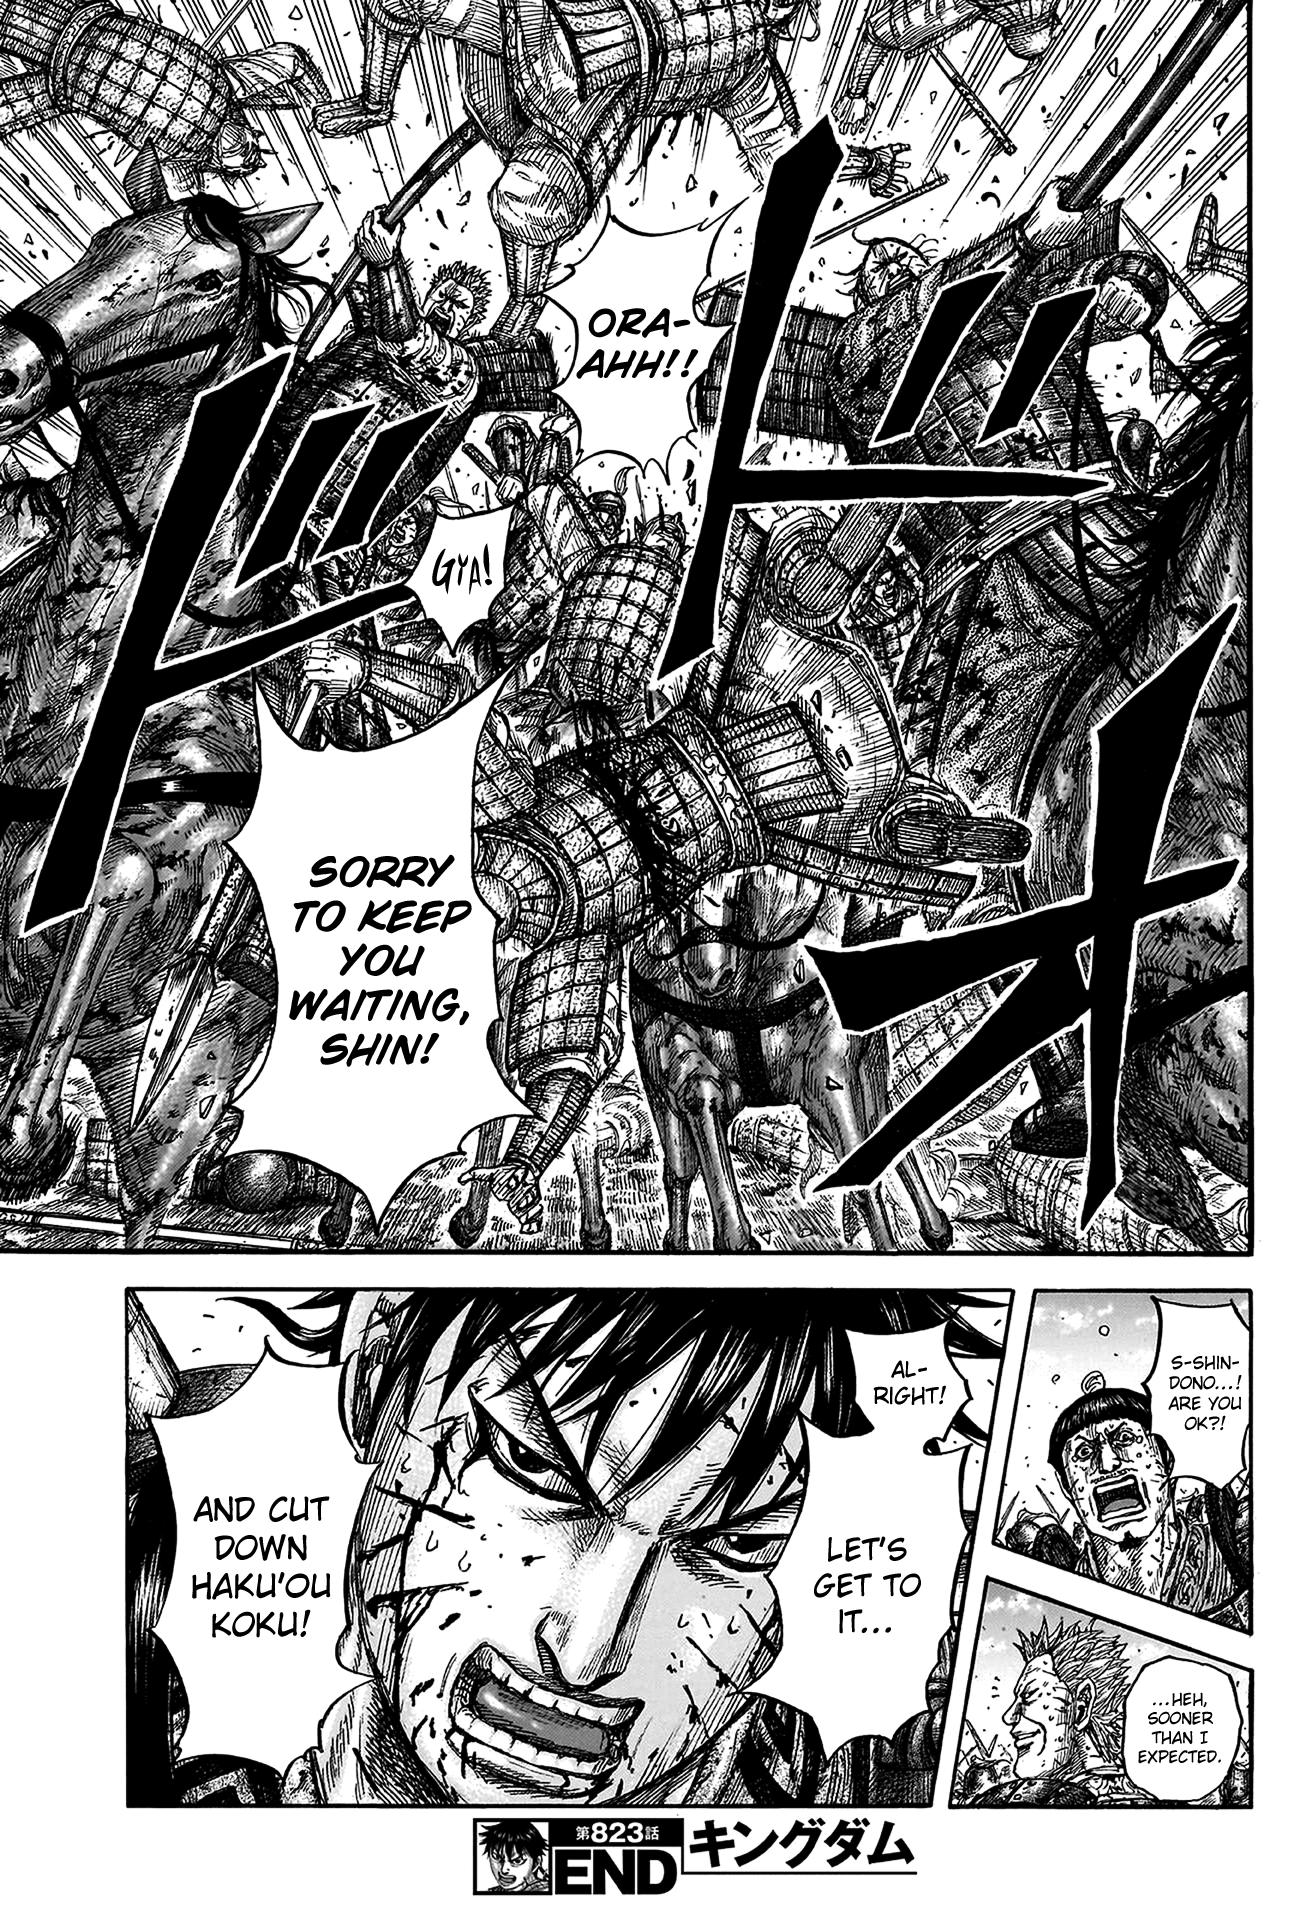 ORA-
AHH!!
ドドオ
GYA!
SORRY
TO KEEP
YOU
WAITING,
SHIN!
S-SHIN-
DONO...!
ARE YOU
OK?!
...HEH,
SOONER
THAN I
EXPECTED.
AL-
RIGHT!
LET'S
GET TO
IT...
AND CUT
DOWN
HAKU'OU
KOKU!
第823話
END
キングダム